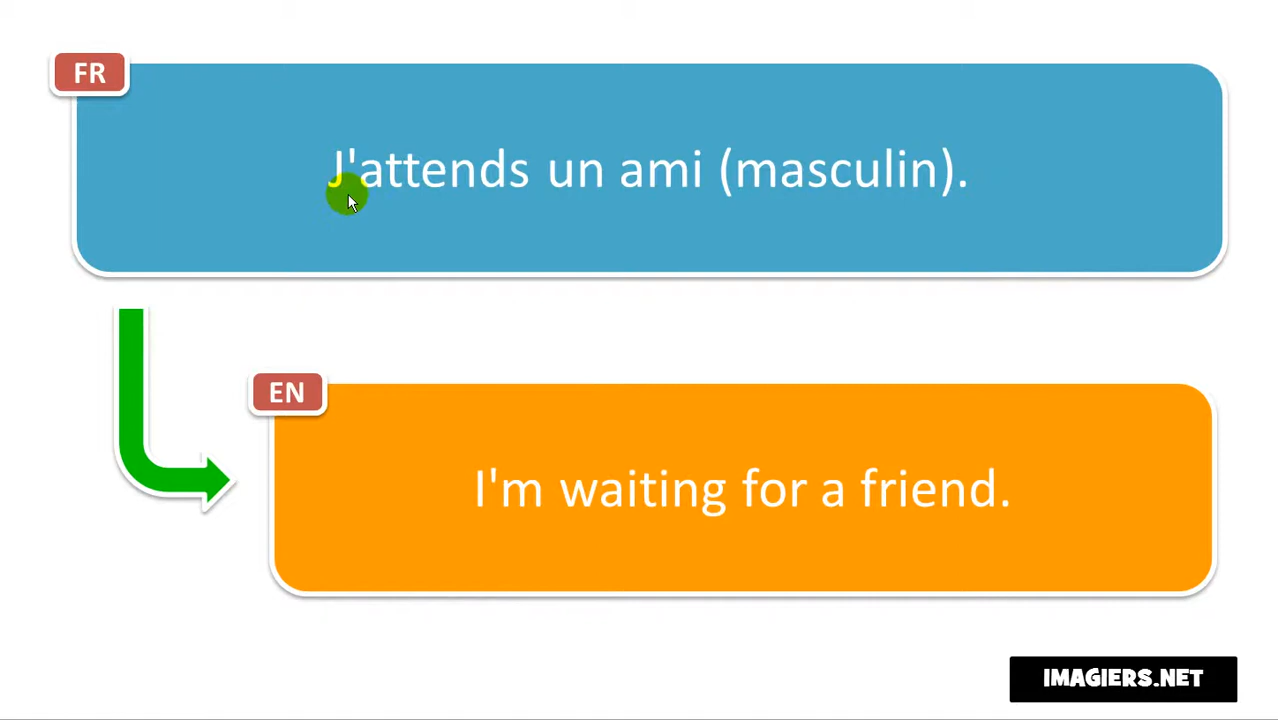 FR
J'attends un ami (masculin).
EN
I'm waiting for a friend.
IMAGIERS.NET